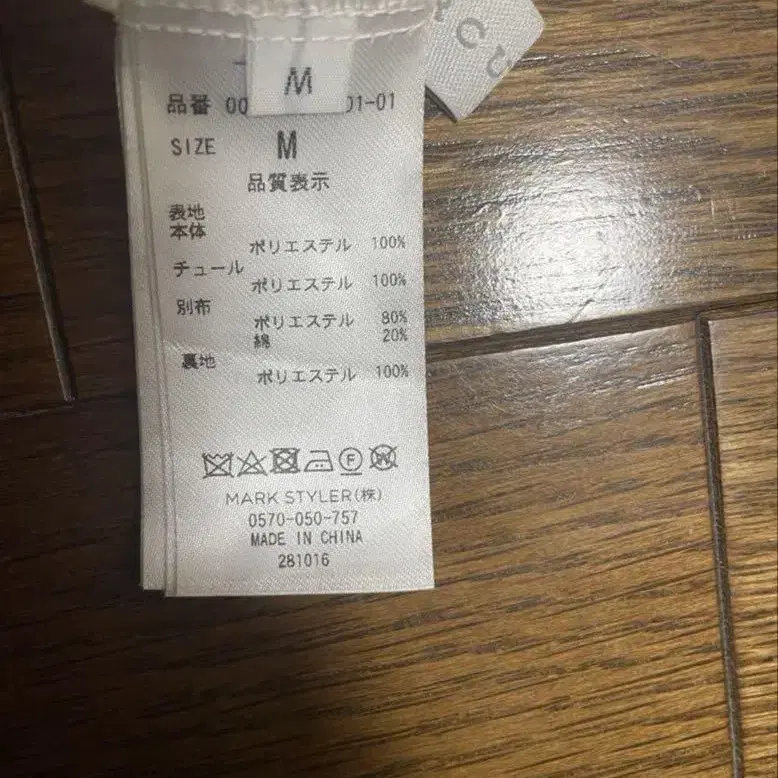 M
CU
品番 00 01-01
SIZE M
品質表示
表地
本体
ポリエステル 100%
チュール
ポリエステル 100%
別布
ポリエステル 80%
綿 20%
裏地
ポリエステル 100%
F W
MARK STYLER(株)
0570-050-757
MADE IN CHINA
281016